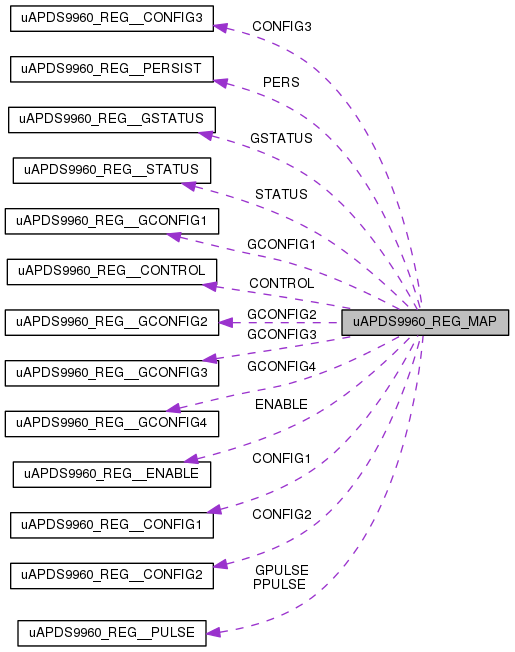 uAPDS9960_REG__CONFIG3
CONFIG3
uAPDS9960_REG__PERSIST
PERS
uAPDS9960_REG__GSTATUS
GSTATUS
uAPDS9960_REG__STATUS
STATUS
uAPDS9960_REG__GCONFIG1
GCONFIG1
uAPDS9960_REG__CONTROL
CONTROL
uAPDS9960_REG__GCONFIG2
GCONFIG2
uAPDS9960_REG_MAP
GCONFIG3
uAPDS9960_REG__GCONFIG3
GCONFIG4
uAPDS9960_REG__GCONFIG4
ENABLE
uAPDS9960_REG__ENABLE
CONFIG1
uAPDS9960_REG__CONFIG1
CONFIG2
uAPDS9960_REG__CONFIG2
GPULSE
PPULSE
uAPDS9960_REG__PULSE